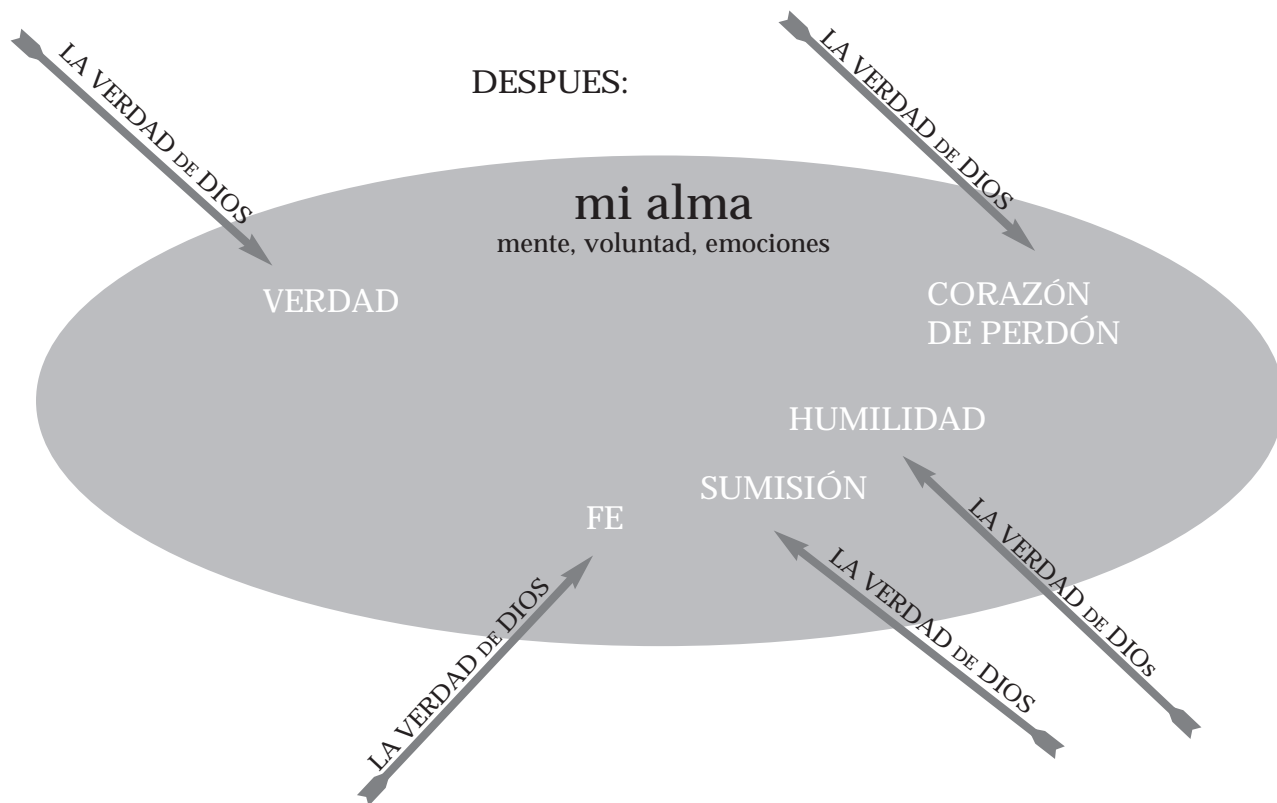 LA VERDAD DE DIOS
DESPUES:
LA VERDAD DE DIOS
mi alma
mente, voluntad, emociones
VERDAD
CORAZÓN
DE PERDÓN
HUMILIDAD
SUMISIÓN
FE
LA VERDAD DE DIOS
LA VERDAD DE DIOS
LA VERDAD DE DIOs